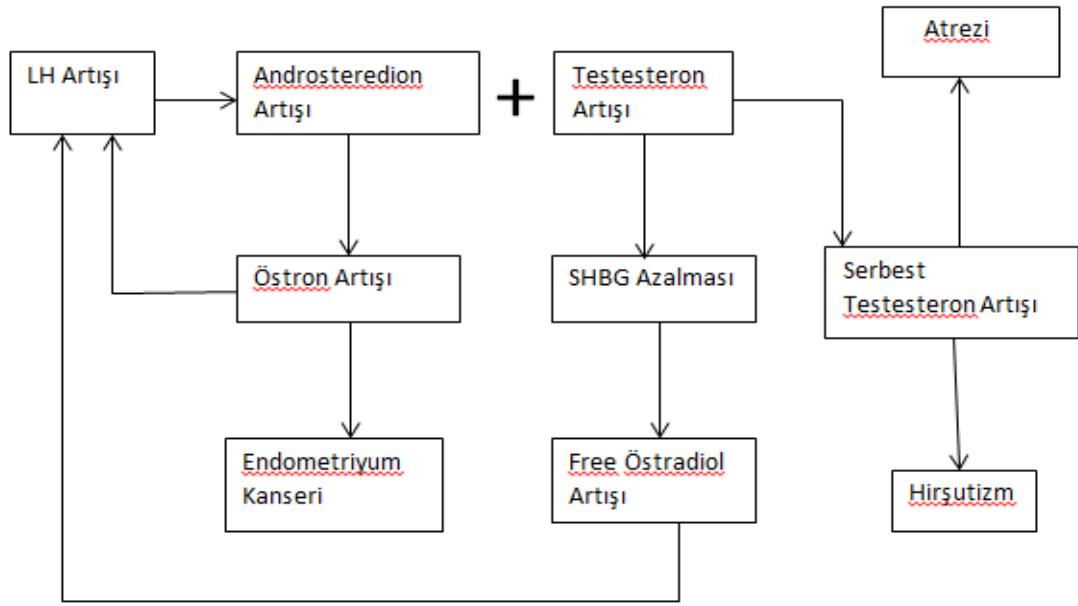 LH Artışı
Androsteredion
Artışı
+
Testesteron
Artışı
Atrezi
Östron Artışı
SHBG Azalması
Serbest
Testesteron Artışı
Endometriyum
Kanseri
Free Östradiol
Artışı
Hirşutizm